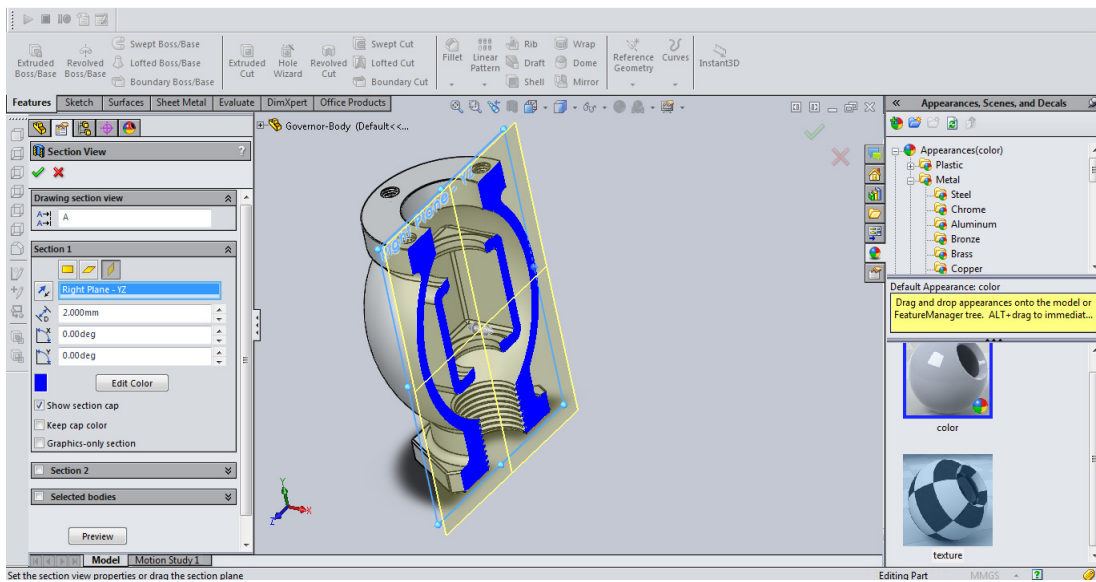 Extruded Boss/Base
Revolved Boss/Base
Swept Boss/Base
Lofted Boss/Base
Boundary Boss/Base
Extruded Cut
Hole Wizard
Revolved Cut
Swept Cut
Lofted Cut
Boundary Cut
Fillet
Linear Pattern
Rib
Draft
Shell
Wrap
Dome
Mirror
Reference Geometry
Curves
Instant3D
Features
Sketch
Surfaces
Sheet Metal
Evaluate
DimXpert
Office Products
Section View
?
Drawing section view
A
Section 1
Right Plane - YZ
2.000mm
0.00deg
0.00deg
Edit Color
Show section cap
Keep cap color
Graphics-only section
Section 2
Selected bodies
Preview
Governor-Body (Default<<...
Right Plane - YZ
Y
X
Z
Appearances, Scenes, and Decals
Appearances(color)
Plastic
Metal
Steel
Chrome
Aluminum
Bronze
Brass
Copper
Default Appearance: color
Drag and drop appearances onto the model or
FeatureManager tree. ALT+drag to immediat...
color
texture
Model
Motion Study 1
Set the section view properties or drag the section plane
Editing Part
MMGS
?